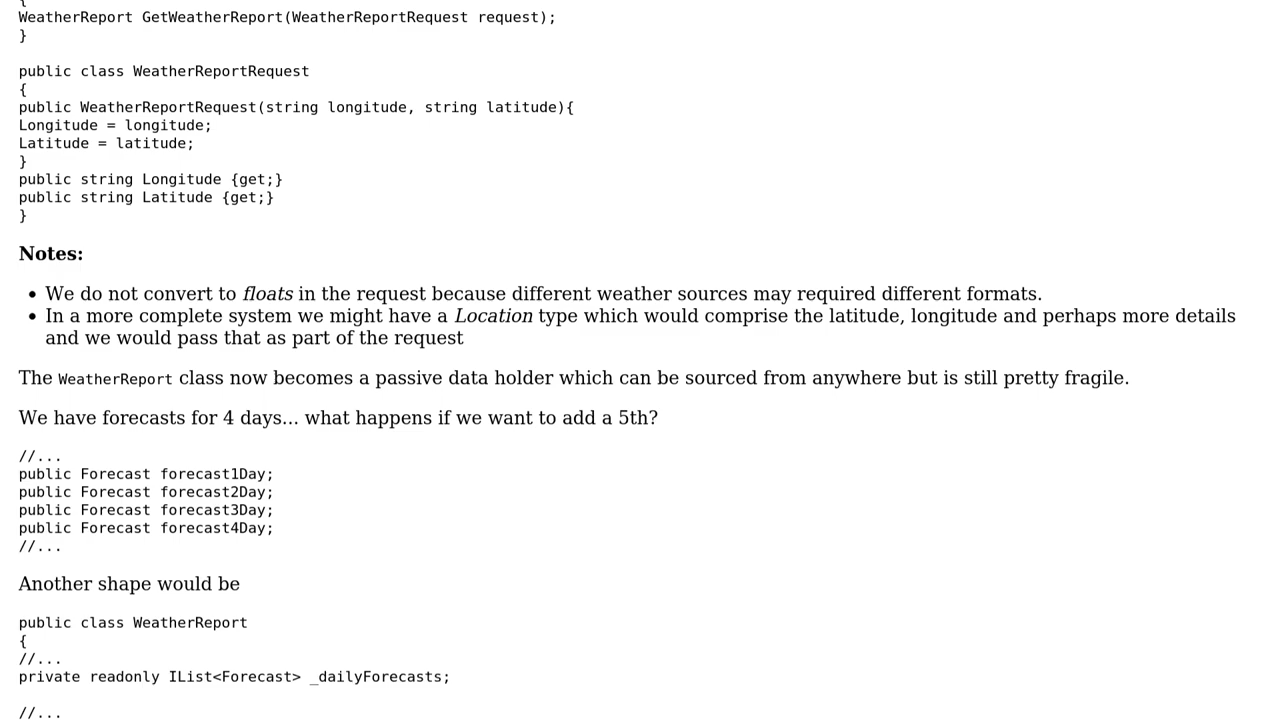 {
WeatherReport GetWeatherReport(WeatherReportRequest request);
}
public class WeatherReportRequest
{
public WeatherReportRequest(string longitude, string latitude){
Longitude = longitude;
Latitude = latitude;
}
public string Longitude {get;}
public string Latitude {get;}
}
Notes:
• We do not convert to floats in the request because different weather sources may required different formats.
• In a more complete system we might have a Location type which would comprise the latitude, longitude and perhaps more details
and we would pass that as part of the request
The WeatherReport class now becomes a passive data holder which can be sourced from anywhere but is still pretty fragile.
We have forecasts for 4 days... what happens if we want to add a 5th?
//...
public Forecast forecast1Day;
public Forecast forecast2Day;
public Forecast forecast3Day;
public Forecast forecast4Day;
//...
Another shape would be
public class WeatherReport
{
//...
private readonly IList<Forecast> _dailyForecasts;
//...